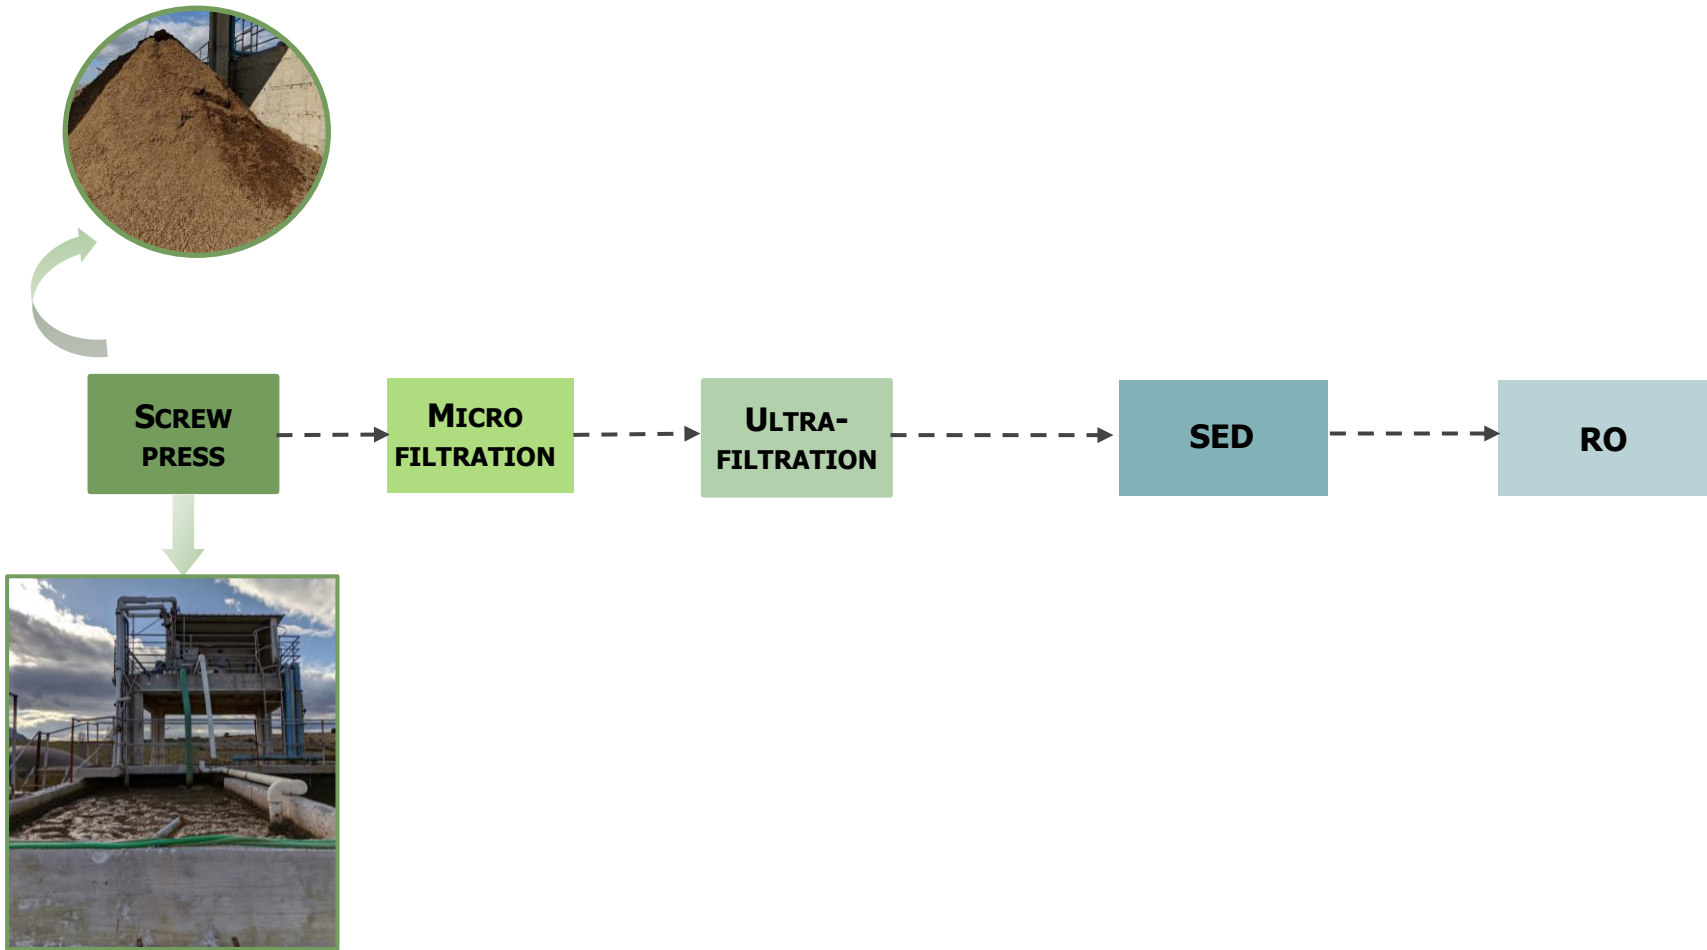 SCREW
PRESS
MICRO
FILTRATION
ULTRA-
FILTRATION
SED
RO